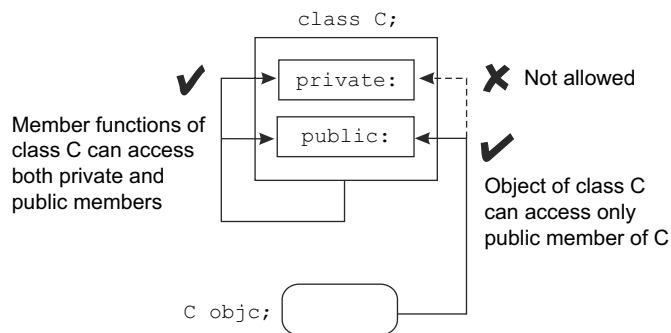 class C;
private:
Not allowed
public:
Member functions of
class C can access
both private and
public members
Object of class C
can access only
public member of C
C objc;